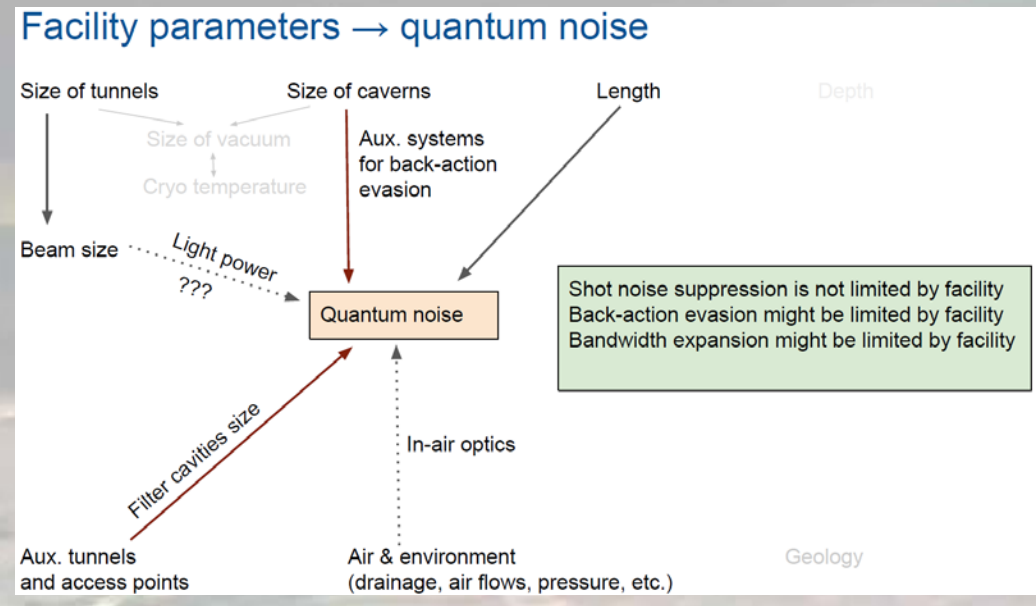 Facility parameters → quantum noise
Size of tunnels
Size of caverns
Length
Depth
Size of vacuum
Cryo temperature
Aux. systems
for back-action
evasion
Beam size
Light power
???
Quantum noise
Shot noise suppression is not limited by facility
Back-action evasion might be limited by facility
Bandwidth expansion might be limited by facility
Filter cavities size
In-air optics
Aux. tunnels
and access points
Air & environment
(drainage, air flows, pressure, etc.)
Geology